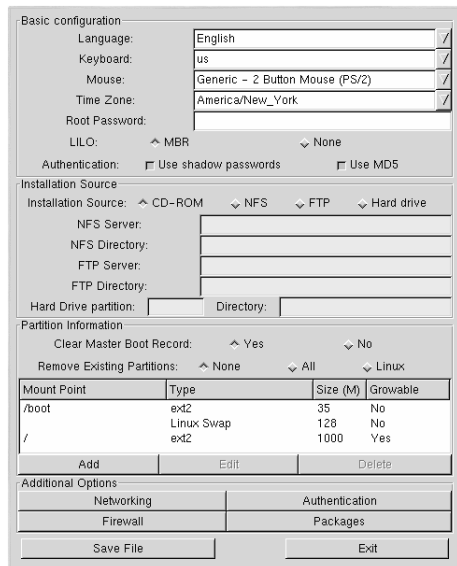 Basic configuration
Language: English
Keyboard: us
Mouse: Generic - 2 Button Mouse (PS/2)
Time Zone: America/New_York
Root Password:
LILO: MBR None
Authentication: Use shadow passwords Use MD5
Installation Source
Installation Source: CD-ROM NFS FTP Hard drive
NFS Server:
NFS Directory:
FTP Server:
FTP Directory:
Hard Drive partition: Directory:
Partition Information
Clear Master Boot Record: Yes No
Remove Existing Partitions: None All Linux
Mount Point Type Size (M) Growable
/boot ext2 35 No
Linux Swap 128 No
/ ext2 1000 Yes
Add Edit Delete
Additional Options
Networking Authentication
Firewall Packages
Save File Exit